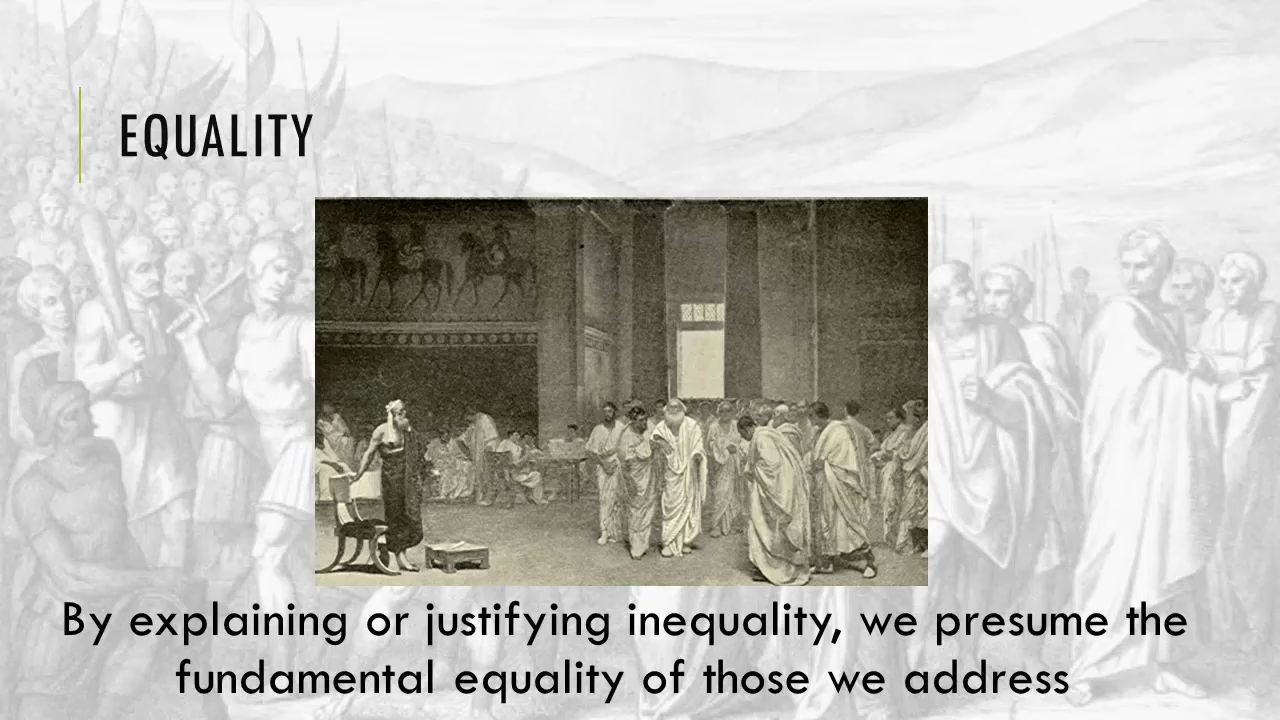 EQUALITY
By explaining or justifying inequality, we presume the
fundamental equality of those we address